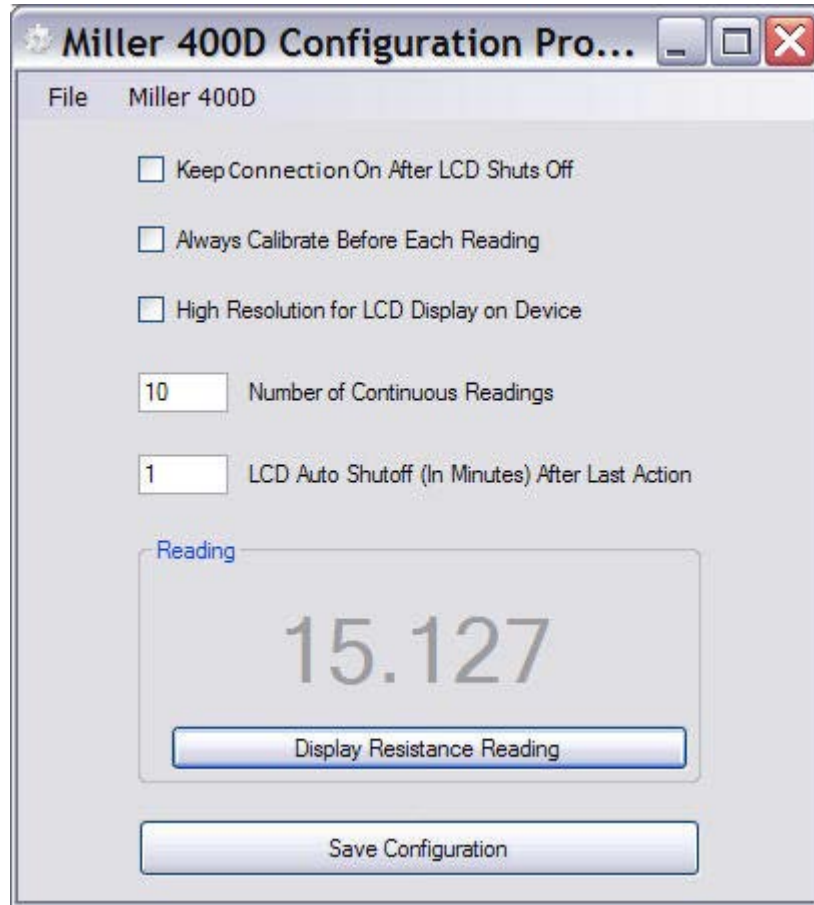 Miller 400D Configuration Pro...
File Miller 400D
Keep Connection On After LCD Shuts Off
Always Calibrate Before Each Reading
High Resolution for LCD Display on Device
10 Number of Continuous Readings
1 LCD Auto Shutoff (In Minutes) After Last Action
Reading
15.127
Display Resistance Reading
Save Configuration